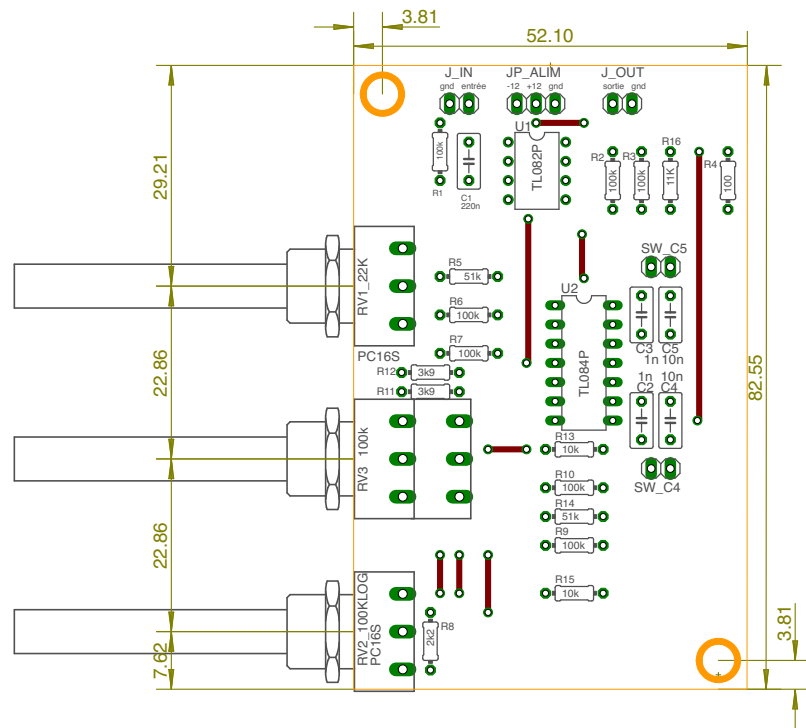 3.81
52.10
J_IN
JP_ALIM
J_OUT
gnd entrée
-12 +12 gnd
sortie gnd
U1
100k
TL082P
R1
C1
220n
R2
100k
R3
100k
R16
11K
R4
100
29.21
SW_C5
RV1_22K
R5
51k
R6
100k
R7
100k
U2
TL084P
C3
1n
C5
10n
PC16S
R12
3k9
R11
3k9
22.86
82.55
1n
C2
10n
C4
RV3 100k
R13
10k
SW_C4
R10
100k
R14
51k
R9
100k
22.86
R15
10k
RV2_100KLOG
PC16S
2k2
R8
7.62
3.81